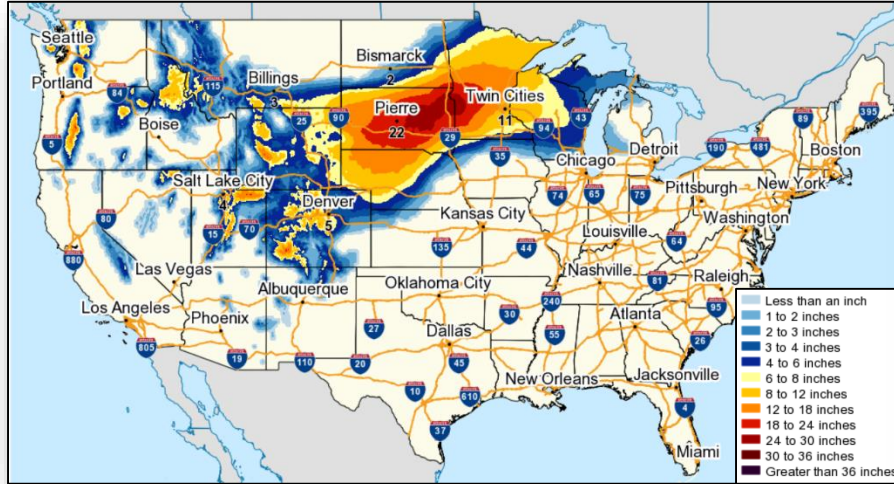 Seattle
Portland
84
115
Billings
3
Bismarck
2
Pierre
22
Twin Cities
11
25
90
29
94
43
5
Boise
35
Chicago
Detroit
190
481
89
395
Boston
Salt Lake City
4
Denver
5
80
15
70
Kansas City
74
65
75
Pittsburgh
New York
Washington
880
135
44
Louisville
64
Las Vegas
Albuquerque
Oklahoma City
Nashville
81
Raleigh
Los Angeles
Phoenix
27
30
240
55
Atlanta
95
26
805
19
110
20
Dallas
45
10
610
New Orleans
Jacksonville
4
37
Miami
Less than an inch
1 to 2 inches
2 to 3 inches
3 to 4 inches
4 to 6 inches
6 to 8 inches
8 to 12 inches
12 to 18 inches
18 to 24 inches
24 to 30 inches
30 to 36 inches
Greater than 36 inches